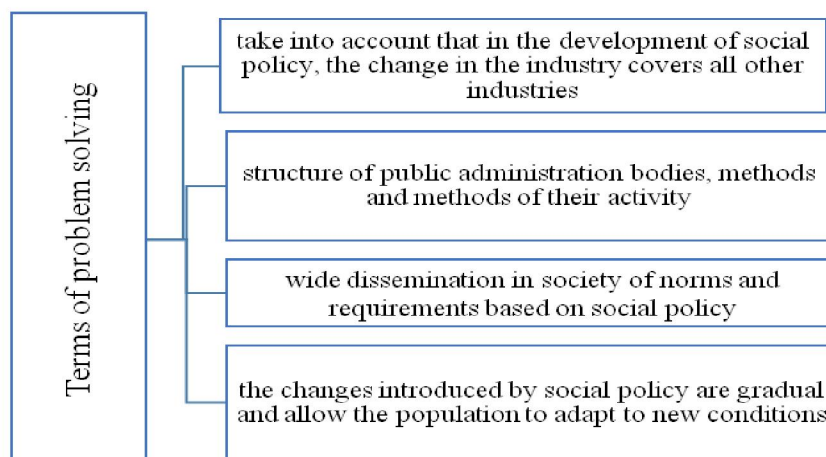 Terms of problem solving
take into account that in the development of social
policy, the change in the industry covers all other
industries
structure of public administration bodies, methods
and methods of their activity
wide dissemination in society of norms and
requirements based on social policy
the changes introduced by social policy are gradual
and allow the population to adapt to new conditions